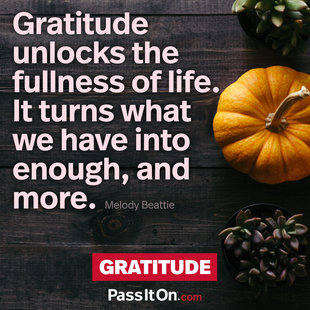 Gratitude
unlocks the
fullness of life.
It turns what
we have into
enough, and
more. Melody Beattie
GRATITUDE
PassItOn.com